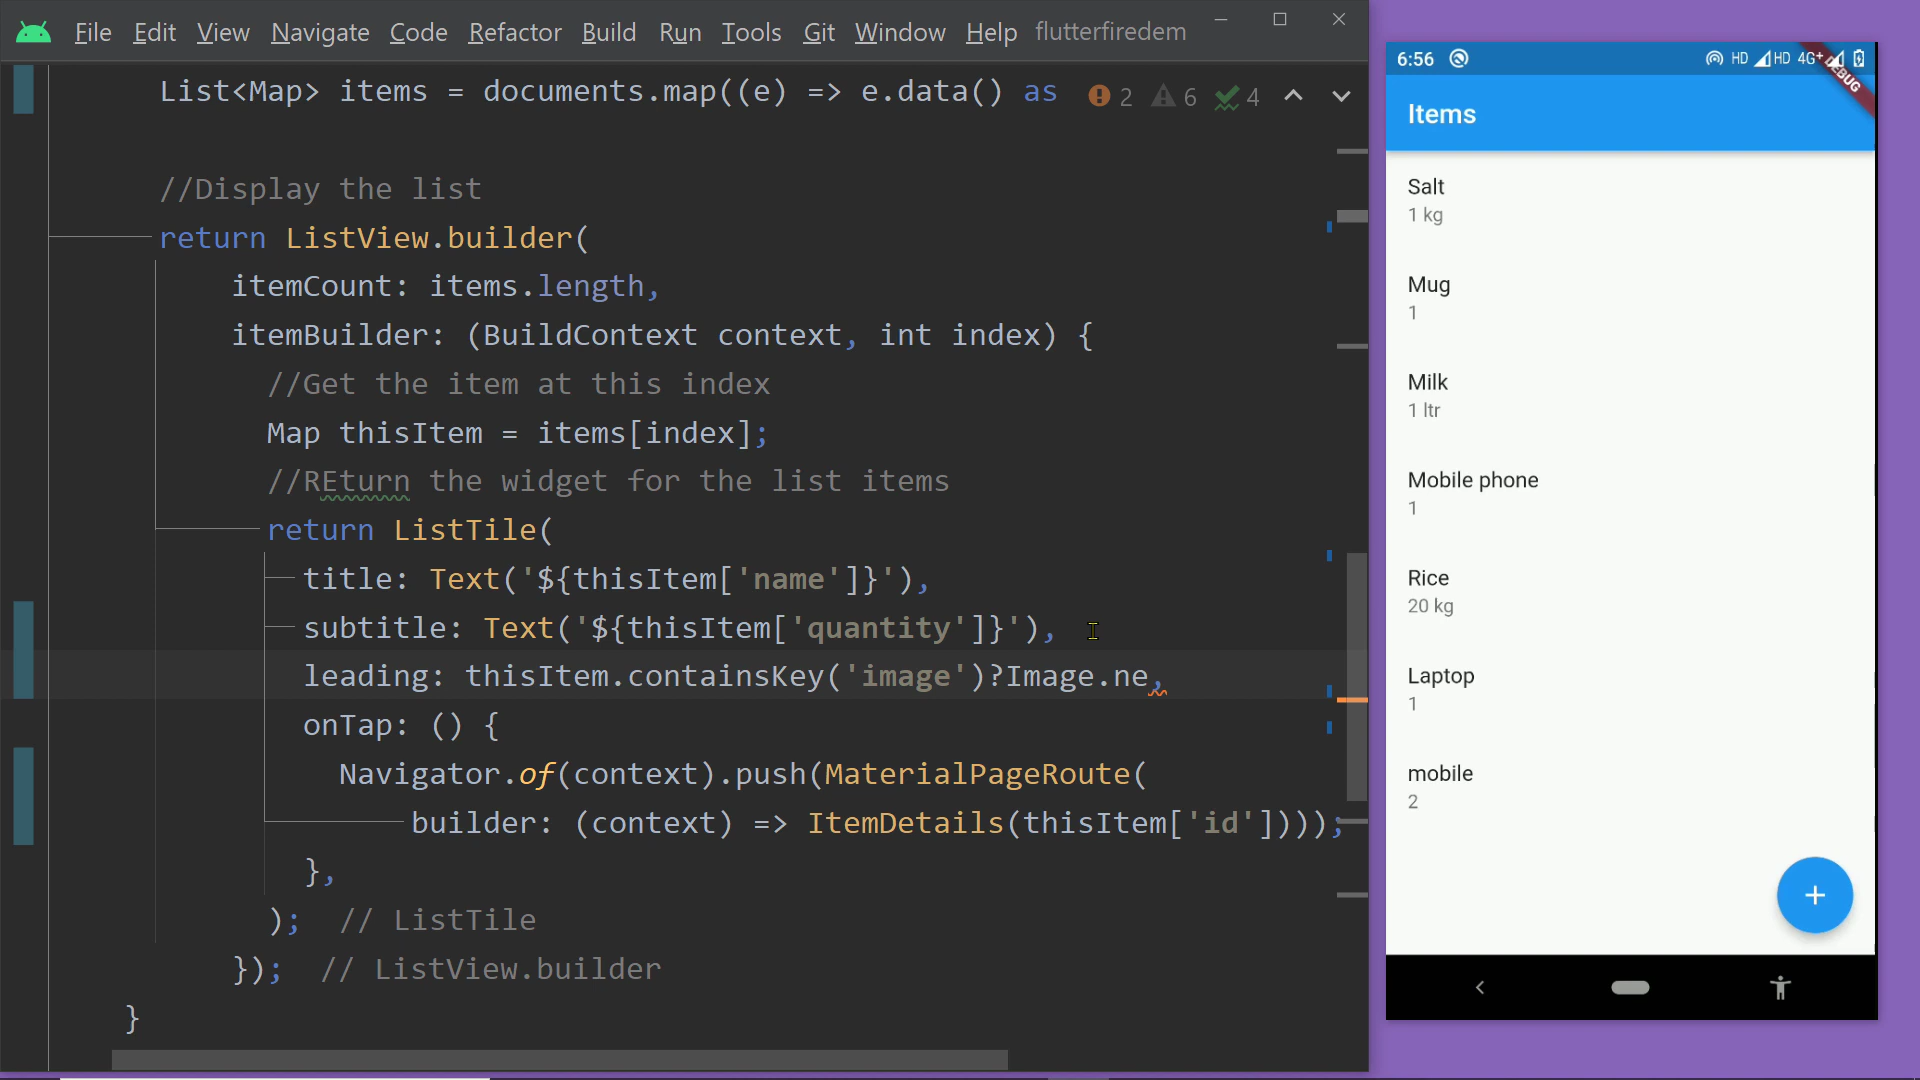 File Edit View Navigate Code Refactor Build Run Tools Git Window Help flutterfiredem
List<Map> items = documents.map((e) => e.data() as
2 6 4
//Display the list
return ListView.builder(
itemCount: items.length,
itemBuilder: (BuildContext context, int index) {
//Get the item at this index
Map thisItem = items[index];
//REturn the widget for the list items
return ListTile(
title: Text('${thisItem['name']}'),
subtitle: Text('${thisItem['quantity']}'),
leading: thisItem.containsKey('image')?Image.ne,
onTap: () {
Navigator.of(context).push(MaterialPageRoute(
builder: (context) => ItemDetails(thisItem['id'])));
},
); // ListTile
}); // ListView.builder
}
6:56 HD HD 4G+
DEBUG
Items
Salt
1 kg
Mug
1
Milk
1 ltr
Mobile phone
1
Rice
20 kg
Laptop
1
mobile
2
+